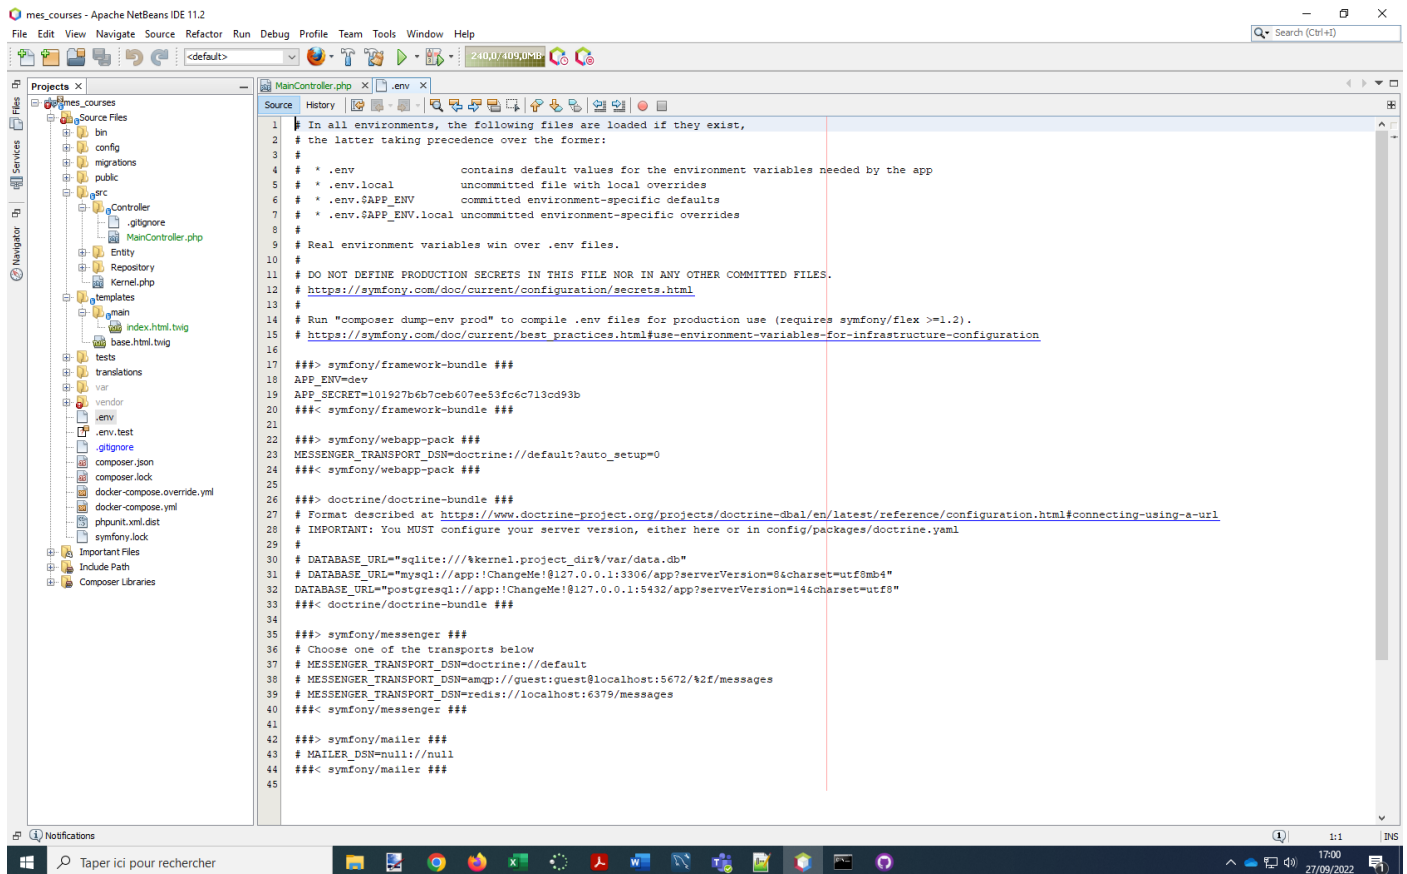 mes_courses - Apache NetBeans IDE 11.2
File Edit View Navigate Source Refactor Run Debug Profile Team Tools Window Help
Search (Ctrl+I)
<default>
240,0/409,0MB
Projects
MainController.php
.env
Files
Services
Navigator
mes_courses
Source Files
bin
config
migrations
public
src
Controller
.gitignore
MainController.php
Entity
Repository
Kernel.php
templates
main
index.html.twig
base.html.twig
tests
translations
var
vendor
.env
.env.test
.gitignore
composer.json
composer.lock
docker-compose.override.yml
docker-compose.yml
phpunit.xml.dist
symfony.lock
Important Files
Include Path
Composer Libraries
Source History
1 # In all environments, the following files are loaded if they exist,
2 # the latter taking precedence over the former:
3 #
4 # * .env contains default values for the environment variables needed by the app
5 # * .env.local uncommitted file with local overrides
6 # * .env.$APP_ENV committed environment-specific defaults
7 # * .env.$APP_ENV.local uncommitted environment-specific overrides
8 #
9 # Real environment variables win over .env files.
10 #
11 # DO NOT DEFINE PRODUCTION SECRETS IN THIS FILE NOR IN ANY OTHER COMMITTED FILES.
12 # https://symfony.com/doc/current/configuration/secrets.html
13 #
14 # Run "composer dump-env prod" to compile .env files for production use (requires symfony/flex >=1.2).
15 # https://symfony.com/doc/current/best_practices.html#use-environment-variables-for-infrastructure-configuration
16
17 ###> symfony/framework-bundle ###
18 APP_ENV=dev
19 APP_SECRET=101927b6b7ceb607ee53fc6c713cd93b
20 ###< symfony/framework-bundle ###
21
22 ###> symfony/webapp-pack ###
23 MESSENGER_TRANSPORT_DSN=doctrine://default?auto_setup=0
24 ###< symfony/webapp-pack ###
25
26 ###> doctrine/doctrine-bundle ###
27 # Format described at https://www.doctrine-project.org/projects/doctrine-dbal/en/latest/reference/configuration.html#connecting-using-a-url
28 # IMPORTANT: You MUST configure your server version, either here or in config/packages/doctrine.yaml
29 #
30 # DATABASE_URL="sqlite:///%kernel.project_dir%/var/data.db"
31 # DATABASE_URL="mysql://app:!ChangeMe!@127.0.0.1:3306/app?serverVersion=8&charset=utf8mb4"
32 DATABASE_URL="postgresql://app:!ChangeMe!@127.0.0.1:5432/app?serverVersion=14&charset=utf8"
33 ###< doctrine/doctrine-bundle ###
34
35 ###> symfony/messenger ###
36 # Choose one of the transports below
37 # MESSENGER_TRANSPORT_DSN=doctrine://default
38 # MESSENGER_TRANSPORT_DSN=amqp://guest:guest@localhost:5672/%2f/messages
39 # MESSENGER_TRANSPORT_DSN=redis://localhost:6379/messages
40 ###< symfony/messenger ###
41
42 ###> symfony/mailer ###
43 # MAILER_DSN=null://null
44 ###< symfony/mailer ###
45
Notifications
1:1 INS
Taper ici pour rechercher
17:00
27/09/2022